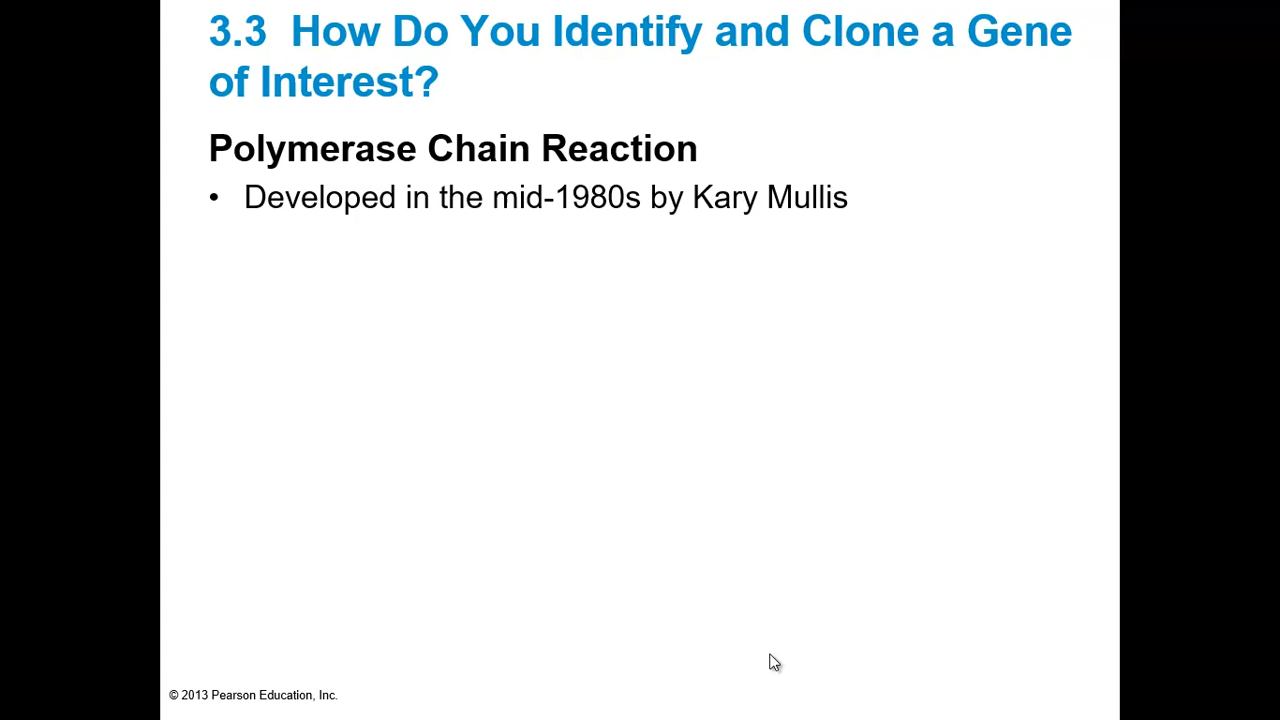 3.3 How Do You Identify and Clone a Gene
of Interest?
Polymerase Chain Reaction
• Developed in the mid-1980s by Kary Mullis
© 2013 Pearson Education, Inc.